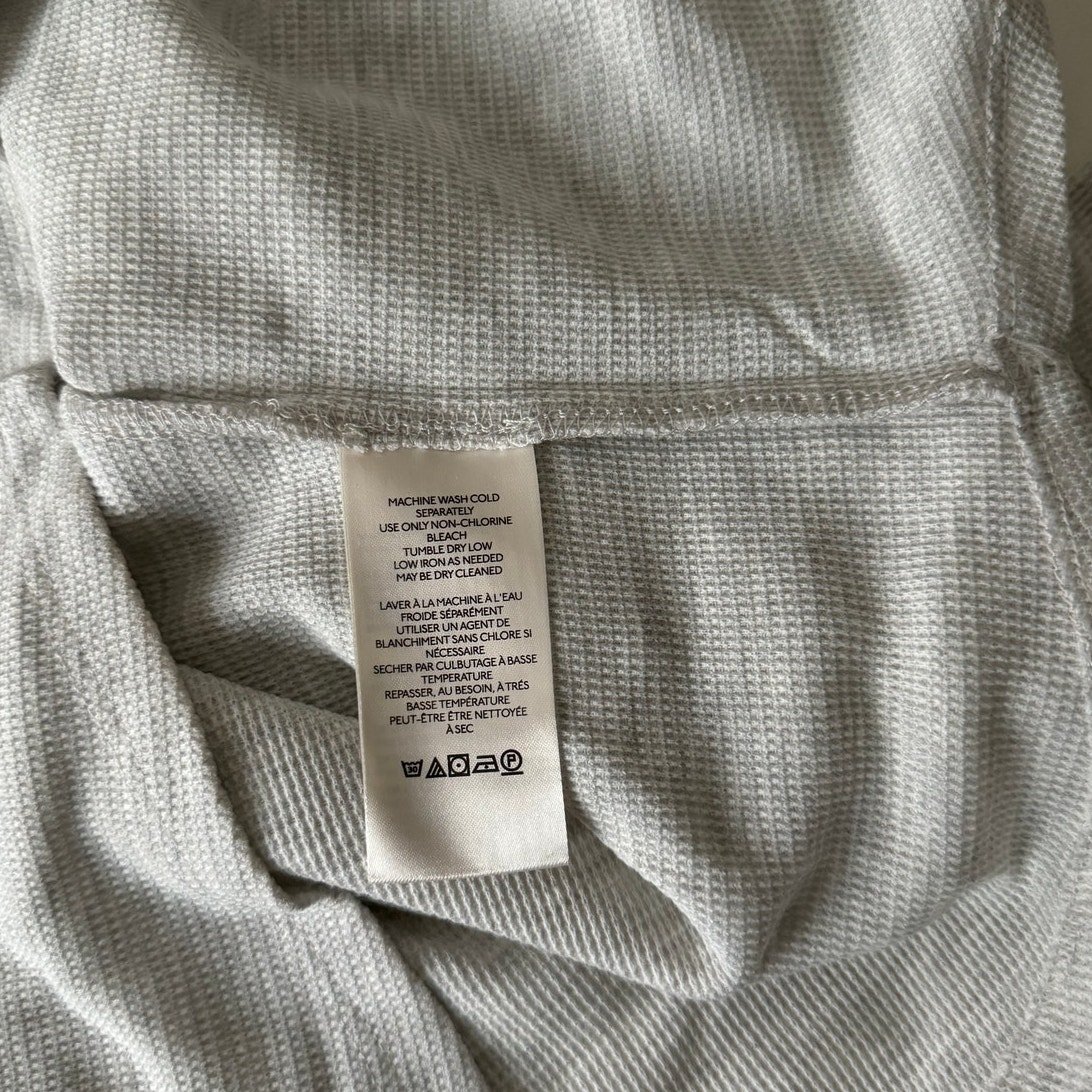 MACHINE WASH COLD
SEPARATELY
USE ONLY NON-CHLORINE
BLEACH
TUMBLE DRY LOW
LOW IRON AS NEEDED
MAY BE DRY CLEANED
LAVER À LA MACHINE À L'EAU
FROIDE SÉPARÉMENT
UTILISER UN AGENT DE
BLANCHIMENT SANS CHLORE SI
NÉCESSAIRE
SECHER PAR CULBUTAGE À BASSE
TEMPERATURE
REPASSER, AU BESOIN, À TRÉS
BASSE TEMPÉRATURE
PEUT-ÊTRE ÊTRE NETTOYÉE
À SEC
30 P